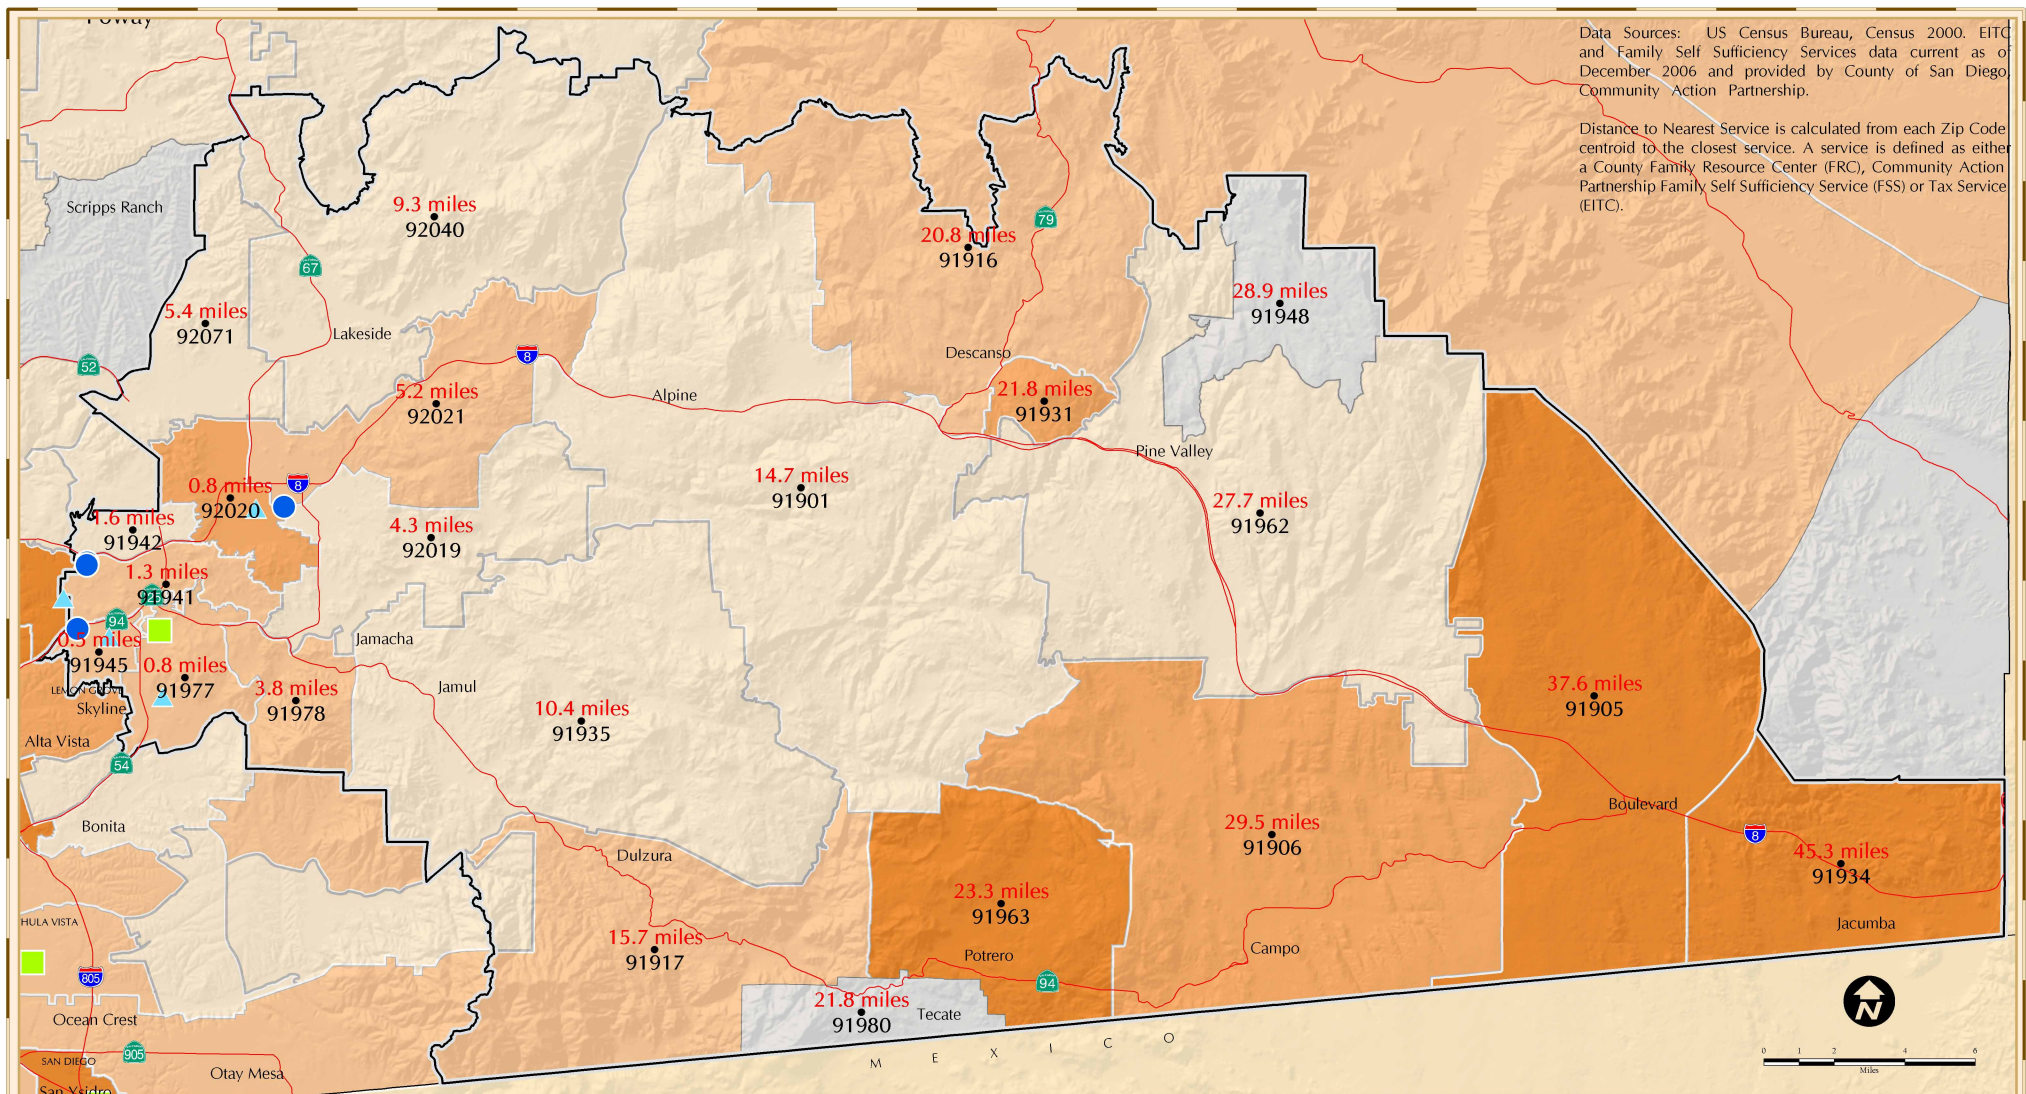 Poway
Data Sources: US Census Bureau, Census 2000. EITC
and Family Self Sufficiency Services data current as of
December 2006 and provided by County of San Diego,
Community Action Partnership.
Distance to Nearest Service is calculated from each Zip Code
centroid to the closest service. A service is defined as either
a County Family Resource Center (FRC), Community Action
Partnership Family Self Sufficiency Service (FSS) or Tax Service
(EITC).
Scripps Ranch
9.3 miles
92040
79
20.8 miles
91916
67
28.9 miles
91948
5.4 miles
92071
Lakeside
52
8
Descanso
5.2 miles
92021
Alpine
21.8 miles
91931
Pine Valley
14.7 miles
91901
8
0.8 miles
92020
27.7 miles
91962
1.6 miles
91942
4.3 miles
92019
1.3 miles
91941
94
0.5 miles
91945
Jamacha
0.8 miles
91977
LEMON GROVE
Skyline
3.8 miles
91978
Jamul
10.4 miles
91935
37.6 miles
91905
Alta Vista
54
Boulevard
Bonita
29.5 miles
91906
8
Dulzura
45.3 miles
91934
23.3 miles
91963
HULA VISTA
Jacumba
15.7 miles
91917
Campo
Potrero
805
94
21.8 miles
91980
Tecate
Ocean Crest
MEXICO
N
905
SAN DIEGO
Otay Mesa
San Ysidro
0 1 2 4 6
Miles